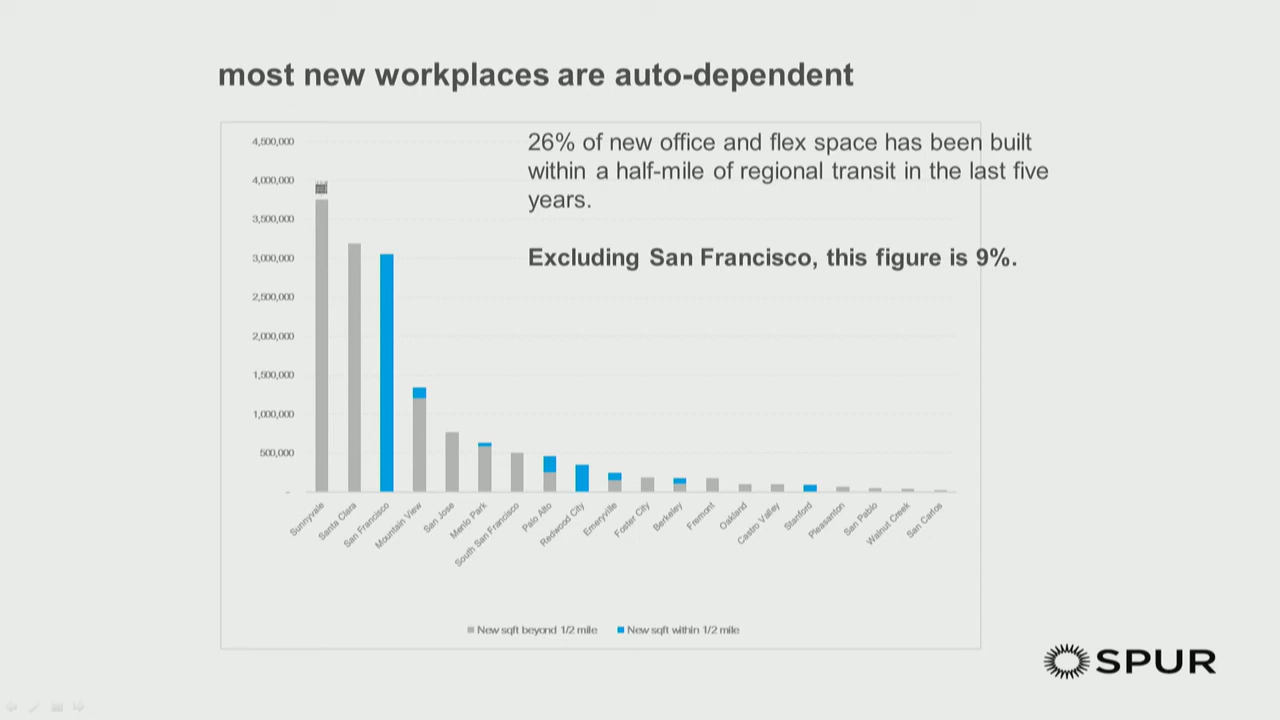 most new workplaces are auto-dependent
26% of new office and flex space has been built
within a half-mile of regional transit in the last five
years.
Excluding San Francisco, this figure is 9%.
4,500,000
4,000,000
3,500,000
3,000,000
2,500,000
2,000,000
1,500,000
1,000,000
500,000
-
Sunnyvale
Santa Clara
San Francisco
Mountain View
San Jose
Menlo Park
South San Francisco
Palo Alto
Redwood City
Emeryville
Foster City
Berkeley
Fremont
Oakland
Castro Valley
Stanford
Pleasanton
San Pablo
Walnut Creek
San Carlos
New sqft beyond 1/2 mile
New sqft within 1/2 mile
SPUR